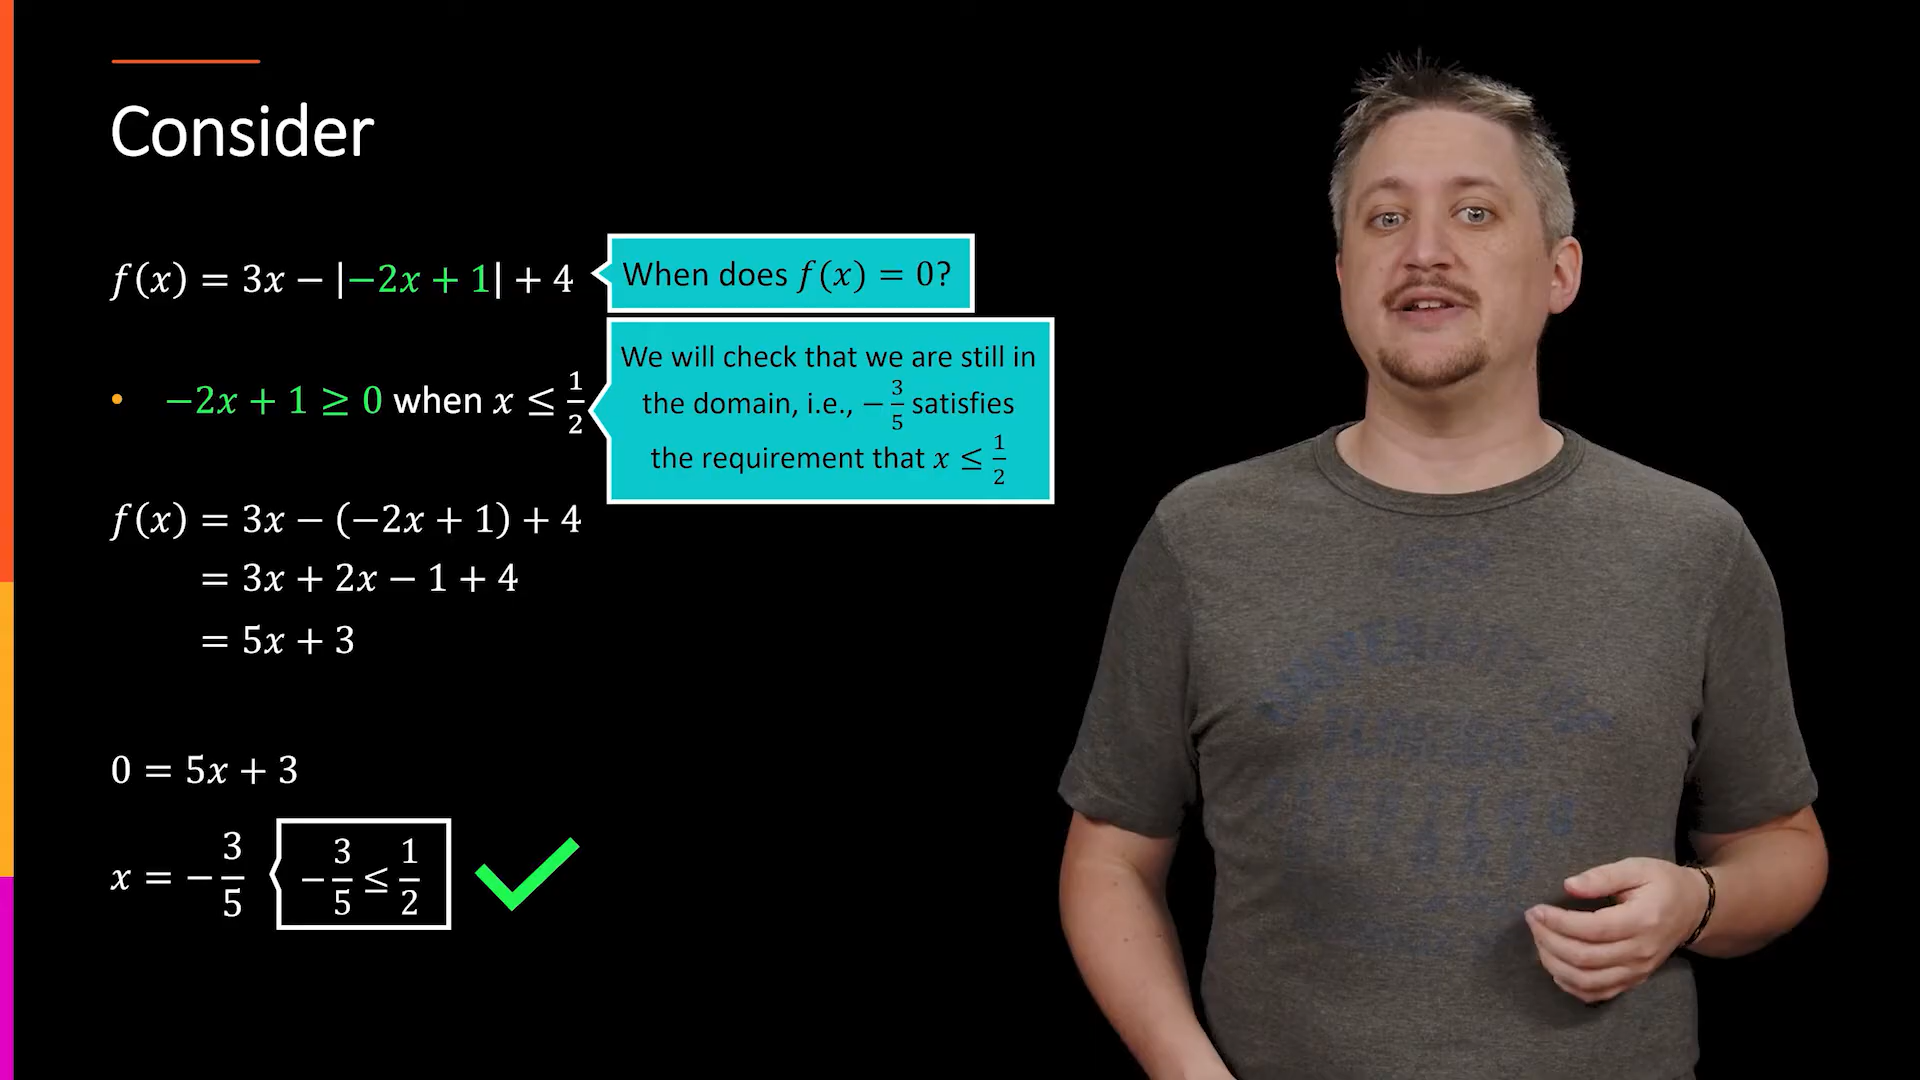 Consider
f(x) = 3x − |−2x + 1| + 4
When does f(x) = 0?
• −2x + 1 ≥ 0 when x ≤ 1/2
We will check that we are still in
the domain, i.e., − 3/5 satisfies
the requirement that x ≤ 1/2
f(x) = 3x − (−2x + 1) + 4
= 3x + 2x − 1 + 4
= 5x + 3
0 = 5x + 3
x = − 3/5
− 3/5 ≤ 1/2